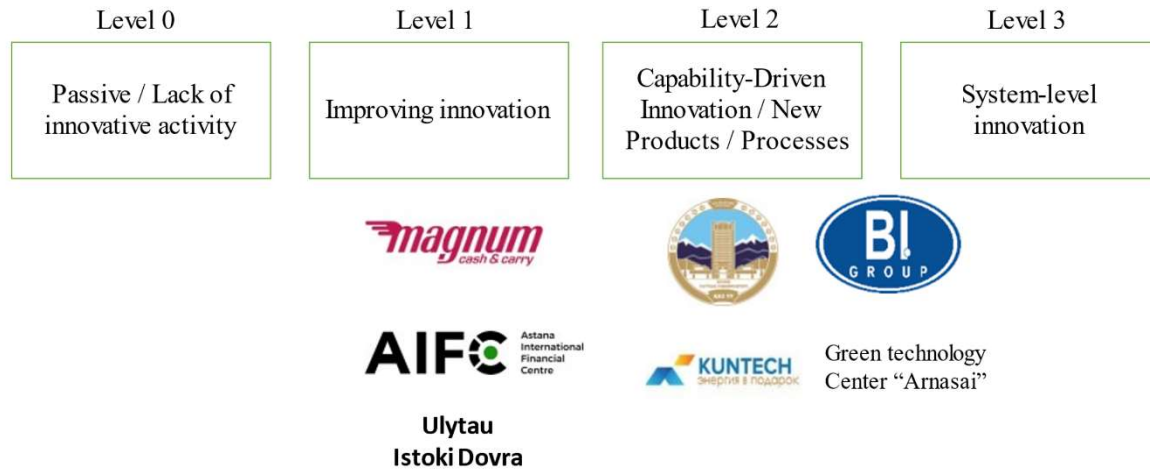 Level 0
Level 1
Level 2
Level 3
Passive / Lack of
innovative activity
Improving innovation
Capability-Driven
Innovation / New
Products / Processes
System-level
innovation
magnum
cash & carry
BI
GROUP
AIFC
Astana
International
Financial
Centre
KUNTECH
энергия в подарок
Green technology
Center “Arnasai”
Ulytau
Istoki Dovra